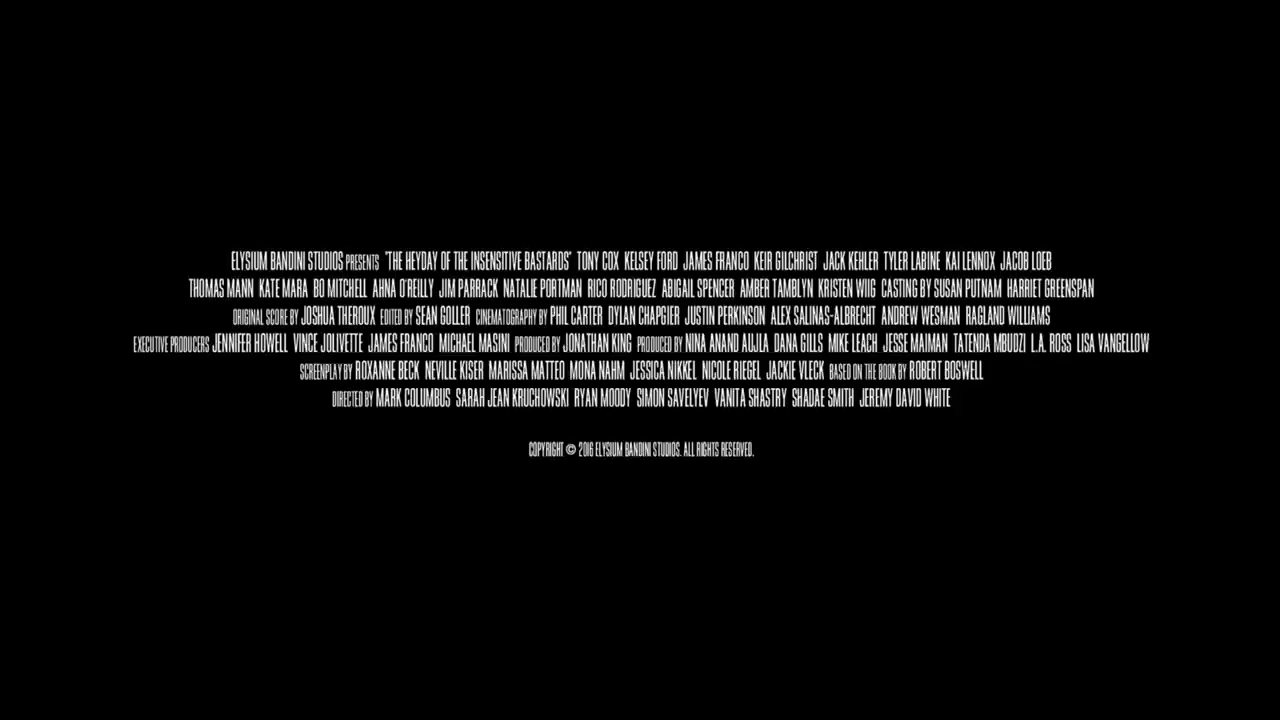 ELYSIUM BANDINI STUDIOS PRESENTS "THE HEYDAY OF THE INSENSITIVE BASTARDS" TONY COX KELSEY FORD JAMES FRANCO KEIR GILCHRIST JACK KEHLER TYLER LABINE KAI LENNOX JACOB LOEB
THOMAS MANN KATE MARA BO MITCHELL AHNA O'REILLY JIM PARRACK NATALIE PORTMAN RICO RODRIGUEZ ABIGAIL SPENCER AMBER TAMBLYN KRISTEN WIIG CASTING BY SUSAN PUTNAM HARRIET GREENSPAN
ORIGINAL SCORE BY JOSHUA THEROUX EDITED BY SEAN GOLLER CINEMATOGRAPHY BY PHIL CARTER DYLAN CHAPGIER JUSTIN PERKINSON ALEX SALINAS-ALBRECHT ANDREW WESMAN RAGLAND WILLIAMS
EXECUTIVE PRODUCERS JENNIFER HOWELL VINCE JOLIVETTE JAMES FRANCO MICHAEL MASINI PRODUCED BY JONATHAN KING PRODUCED BY NINA ANAND AUJLA DANA GILLS MIKE LEACH JESSE MAIMAN TATENDA MBUDZI L.A. ROSS LISA VANGELLOW
SCREENPLAY BY ROXANNE BECK NEVILLE KISER MARISSA MATTEO MONA NAHM JESSICA NIKKEL NICOLE RIEGEL JACKIE VLECK BASED ON THE BOOK BY ROBERT BOSWELL
DIRECTED BY MARK COLUMBUS SARAH JEAN KRUCHOWSKI RYAN MOODY SIMON SAVELYEV VANITA SHASTRY SHADAE SMITH JEREMY DAVID WHITE
COPYRIGHT © 2016 ELYSIUM BANDINI STUDIOS. ALL RIGHTS RESERVED.